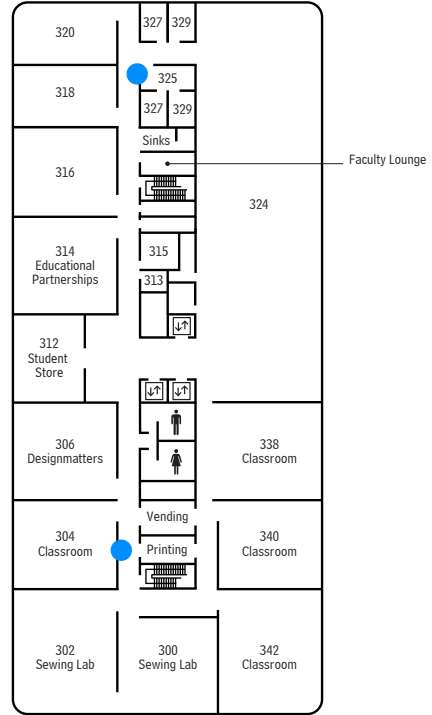 320
327 329
325
318
327 329
Sinks
Faculty Lounge
316
324
314
Educational
Partnerships
315
313
312
Student
Store
306
Designmatters
338
Classroom
Vending
304
Classroom
Printing
340
Classroom
302
Sewing Lab
300
Sewing Lab
342
Classroom